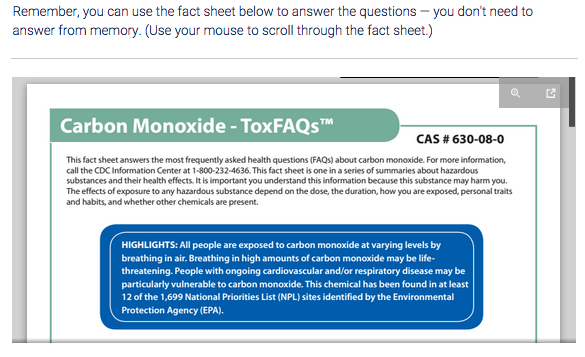 Remember, you can use the fact sheet below to answer the questions — you don't need to
answer from memory. (Use your mouse to scroll through the fact sheet.)
Carbon Monoxide - ToxFAQs™
CAS # 630-08-0
This fact sheet answers the most frequently asked health questions (FAQs) about carbon monoxide. For more information,
call the CDC Information Center at 1-800-232-4636. This fact sheet is one in a series of summaries about hazardous
substances and their health effects. It is important you understand this information because this substance may harm you.
The effects of exposure to any hazardous substance depend on the dose, the duration, how you are exposed, personal traits
and habits, and whether other chemicals are present.
HIGHLIGHTS: All people are exposed to carbon monoxide at varying levels by
breathing in air. Breathing in high amounts of carbon monoxide may be life-
threatening. People with ongoing cardiovascular and/or respiratory disease may be
particularly vulnerable to carbon monoxide. This chemical has been found in at least
12 of the 1,699 National Priorities List (NPL) sites identified by the Environmental
Protection Agency (EPA).